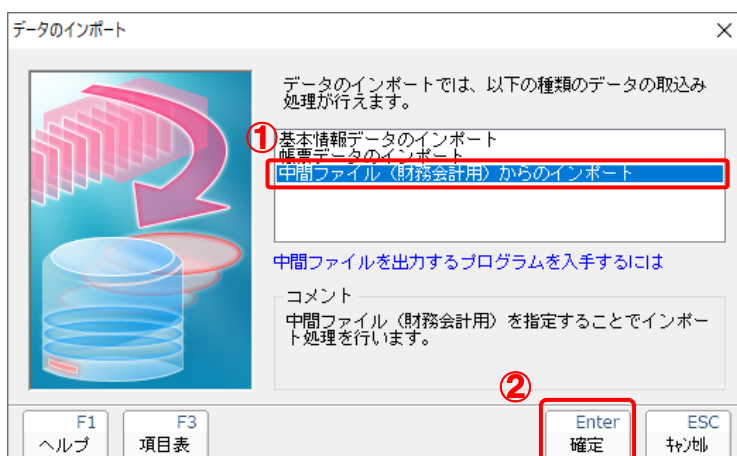 データのインポート
データのインポートでは、以下の種類のデータの取込み
処理が行えます。
①
基本情報データのインポート
帳票データのインポート
中間ファイル（財務会計用）からのインポート
中間ファイルを出力するプログラムを入手するには
コメント
中間ファイル（財務会計用）を指定することでインポー
ト処理を行います。
②
F1
ヘルプ
F3
項目表
Enter
確定
ESC
ｷｬﾝｾﾙ